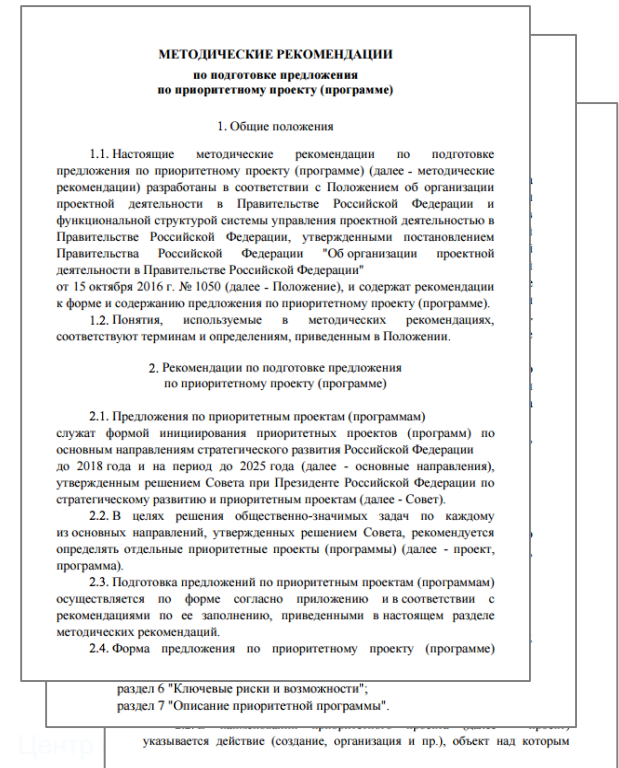 МЕТОДИЧЕСКИЕ РЕКОМЕНДАЦИИ
по подготовке предложения
по приоритетному проекту (программе)
1. Общие положения
1.1. Настоящие методические рекомендации по подготовке
предложения по приоритетному проекту (программе) (далее - методические
рекомендации) разработаны в соответствии с Положением об организации
проектной деятельности в Правительстве Российской Федерации и
функциональной структурой системы управления проектной деятельностью в
Правительстве Российской Федерации, утвержденными постановлением
Правительства Российской Федерации "Об организации проектной
деятельности в Правительстве Российской Федерации"
от 15 октября 2016 г. № 1050 (далее - Положение), и содержат рекомендации
к форме и содержанию предложения по приоритетному проекту (программе).
1.2. Понятия, используемые в методических рекомендациях,
соответствуют терминам и определениям, приведенным в Положении.
2. Рекомендации по подготовке предложения
по приоритетному проекту (программе)
2.1. Предложения по приоритетным проектам (программам)
служат формой инициирования приоритетных проектов (программ) по
основным направлениям стратегического развития Российской Федерации
до 2018 года и на период до 2025 года (далее - основные направления),
утвержденным решением Совета при Президенте Российской Федерации по
стратегическому развитию и приоритетным проектам (далее - Совет).
2.2. В целях решения общественно-значимых задач по каждому
из основных направлений, утвержденных решением Совета, рекомендуется
определять отдельные приоритетные проекты (программы) (далее - проект,
программа).
2.3. Подготовка предложений по приоритетным проектам (программам)
осуществляется по форме согласно приложению и в соответствии с
рекомендациями по ее заполнению, приведенными в настоящем разделе
методических рекомендаций.
2.4. Форма предложения по приоритетному проекту (программе)
раздел 6 "Ключевые риски и возможности";
раздел 7 "Описание приоритетной программы".
указывается действие (создание, организация и пр.), объект над которым
Центр